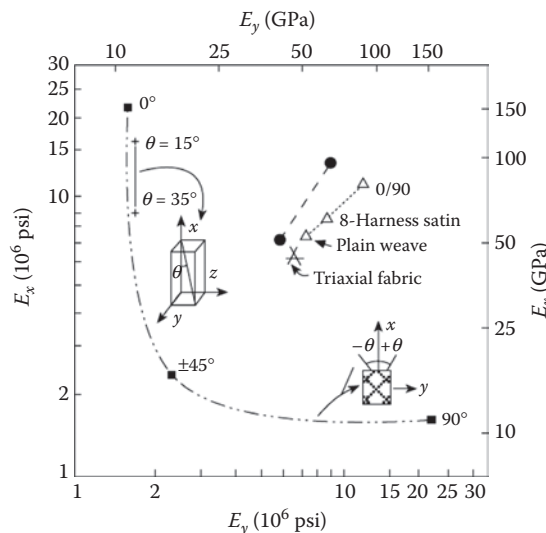 E_y (GPa)
10 25 50 100 150
30
25
20
15
10
5
2
1
E_x (10^6 psi)
0°
θ = 15°
θ = 35°
x
θ
z
y
±45°
0/90
8-Harness satin
Plain weave
Triaxial fabric
x
−θ +θ
y
90°
150
100
50
25
10
(GPa)
1 2 5 10 15 20 25 30
E_y (10^6 psi)